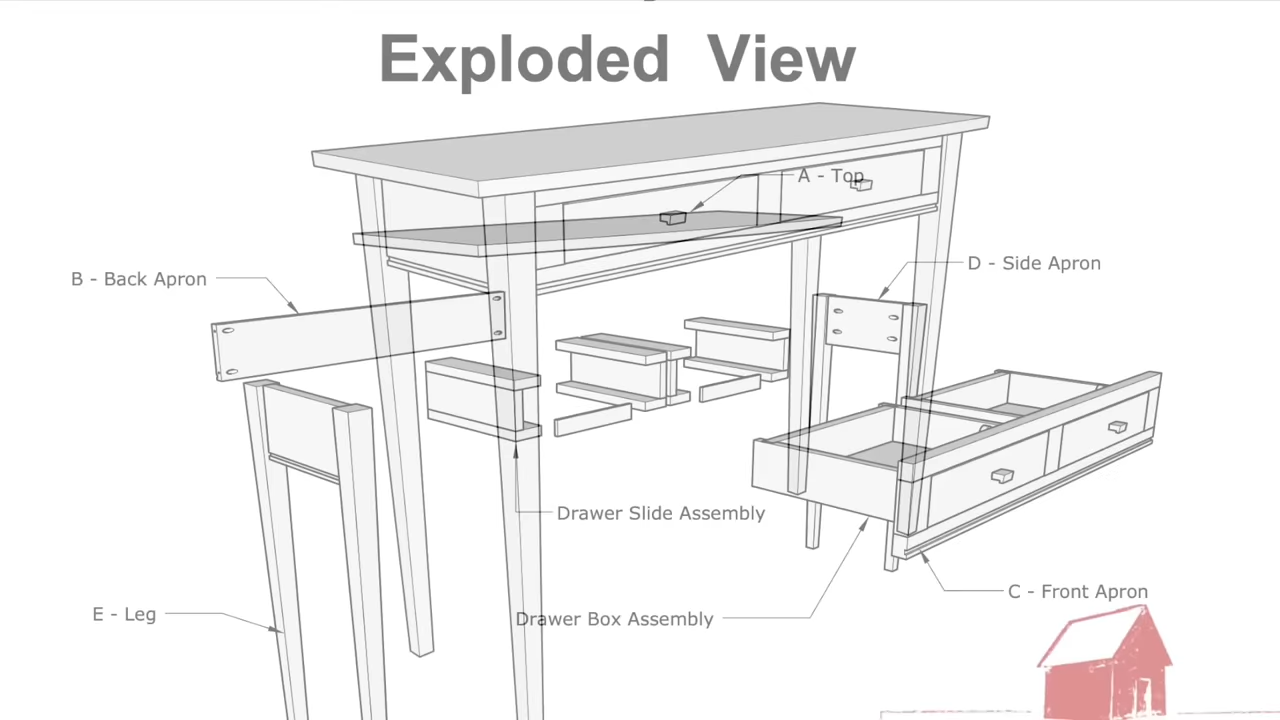 Exploded View
A - Top
B - Back Apron
D - Side Apron
Drawer Slide Assembly
C - Front Apron
E - Leg
Drawer Box Assembly